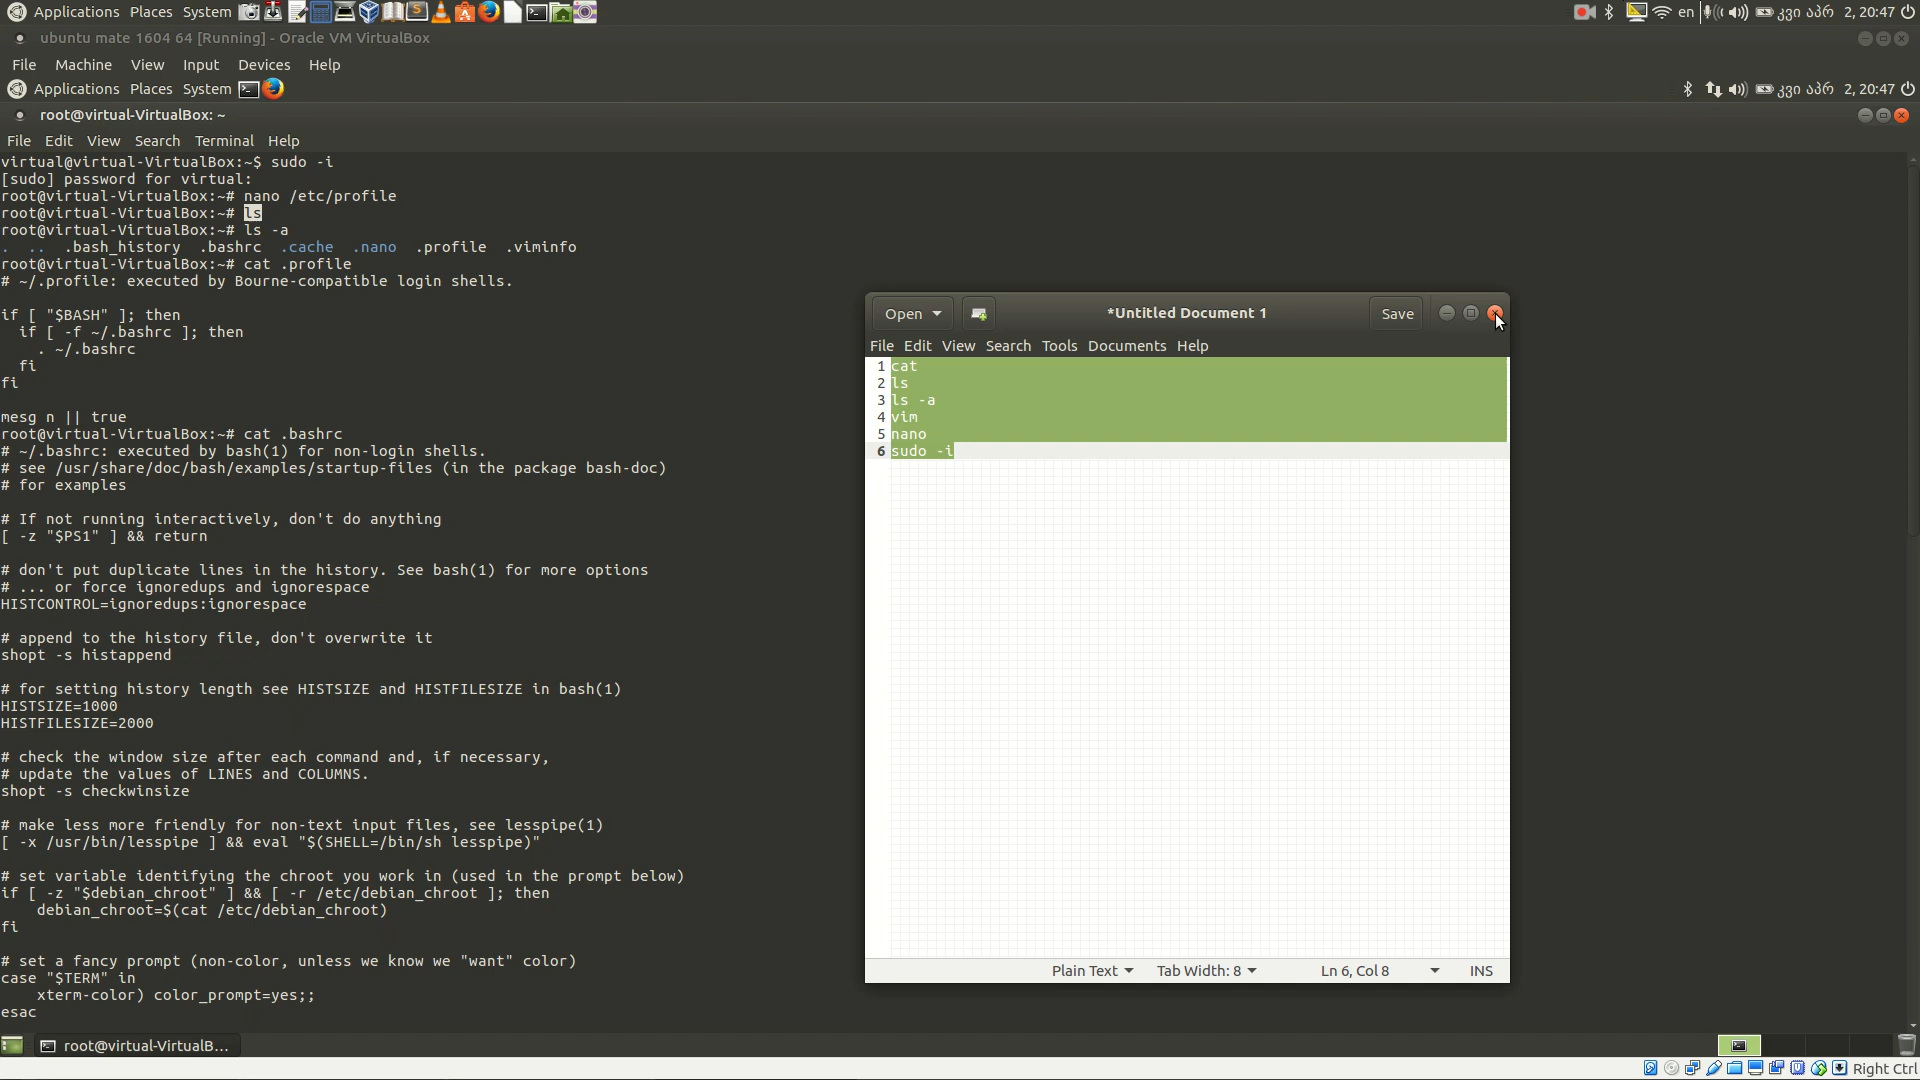 Applications Places System
en კვი აპრ 2, 20:47
ubuntu mate 1604 64 [Running] - Oracle VM VirtualBox
File Machine View Input Devices Help
Applications Places System
კვი აპრ 2, 20:47
root@virtual-VirtualBox: ~
File Edit View Search Terminal Help
virtual@virtual-VirtualBox:~$ sudo -i
[sudo] password for virtual:
root@virtual-VirtualBox:~# nano /etc/profile
root@virtual-VirtualBox:~# ls
root@virtual-VirtualBox:~# ls -a
. .. .bash_history .bashrc .cache .nano .profile .viminfo
root@virtual-VirtualBox:~# cat .profile
# ~/.profile: executed by Bourne-compatible login shells.
if [ "$BASH" ]; then
if [ -f ~/.bashrc ]; then
. ~/.bashrc
fi
fi
mesg n || true
root@virtual-VirtualBox:~# cat .bashrc
# ~/.bashrc: executed by bash(1) for non-login shells.
# see /usr/share/doc/bash/examples/startup-files (in the package bash-doc)
# for examples
# If not running interactively, don't do anything
[ -z "$PS1" ] && return
# don't put duplicate lines in the history. See bash(1) for more options
# ... or force ignoredups and ignorespace
HISTCONTROL=ignoredups:ignorespace
# append to the history file, don't overwrite it
shopt -s histappend
# for setting history length see HISTSIZE and HISTFILESIZE in bash(1)
HISTSIZE=1000
HISTFILESIZE=2000
# check the window size after each command and, if necessary,
# update the values of LINES and COLUMNS.
shopt -s checkwinsize
# make less more friendly for non-text input files, see lesspipe(1)
[ -x /usr/bin/lesspipe ] && eval "$(SHELL=/bin/sh lesspipe)"
# set variable identifying the chroot you work in (used in the prompt below)
if [ -z "$debian_chroot" ] && [ -r /etc/debian_chroot ]; then
debian_chroot=$(cat /etc/debian_chroot)
fi
# set a fancy prompt (non-color, unless we know we "want" color)
case "$TERM" in
xterm-color) color_prompt=yes;;
esac
Open *Untitled Document 1 Save
File Edit View Search Tools Documents Help
1 cat
2 ls
3 ls -a
4 vim
5 nano
6 sudo -i
Plain Text Tab Width: 8 Ln 6, Col 8 INS
root@virtual-VirtualB...
Right Ctrl